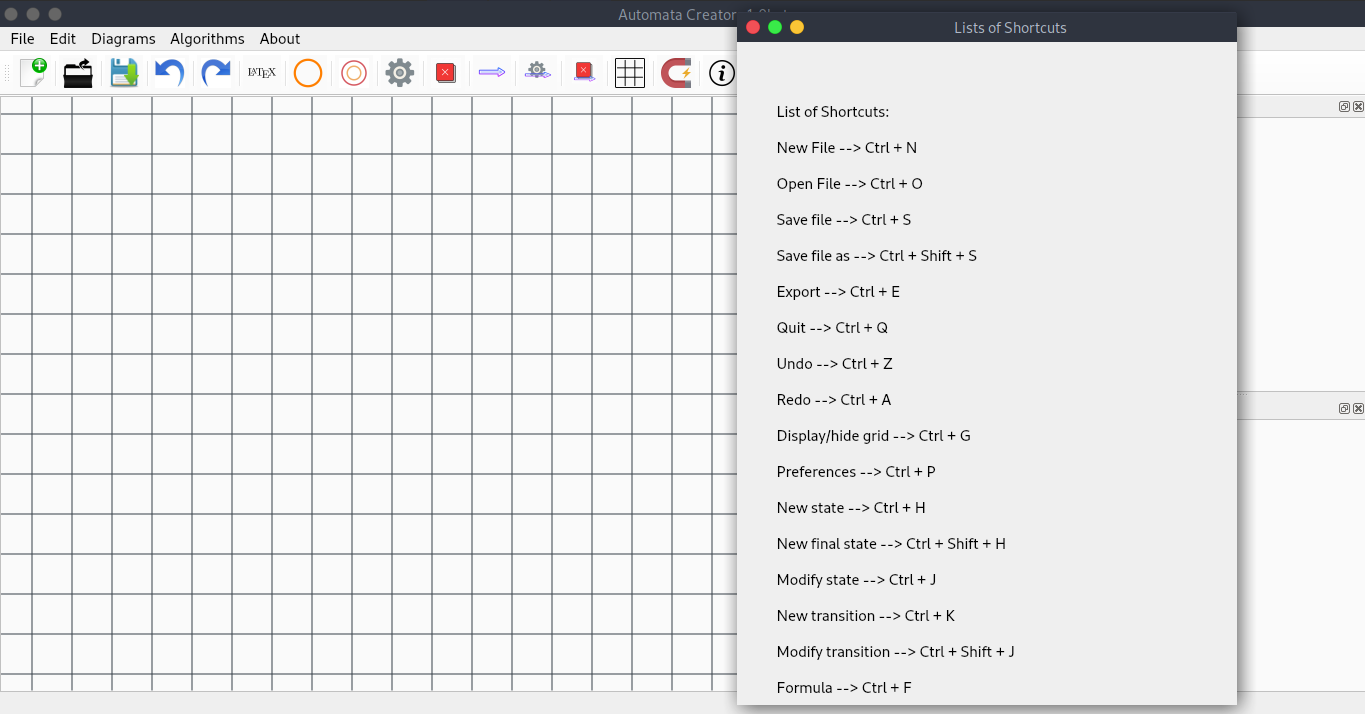 Automata Creator
Lists of Shortcuts
File Edit Diagrams Algorithms About
LATEX
List of Shortcuts:
New File --> Ctrl + N
Open File --> Ctrl + O
Save file --> Ctrl + S
Save file as --> Ctrl + Shift + S
Export --> Ctrl + E
Quit --> Ctrl + Q
Undo --> Ctrl + Z
Redo --> Ctrl + A
Display/hide grid --> Ctrl + G
Preferences --> Ctrl + P
New state --> Ctrl + H
New final state --> Ctrl + Shift + H
Modify state --> Ctrl + J
New transition --> Ctrl + K
Modify transition --> Ctrl + Shift + J
Formula --> Ctrl + F